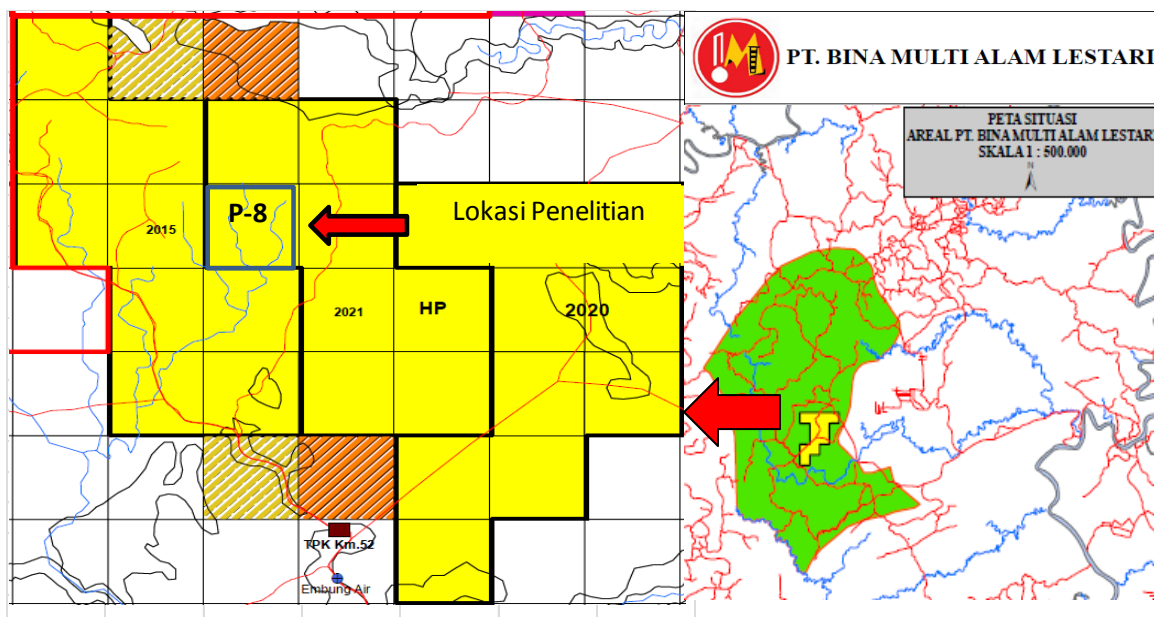 P-8
Lokasi Penelitian
2015
2021
HP
2020
TPK Km.52
Embung Air
PT. BINA MULTI ALAM LESTARI
PETA SITUASI
AREAL PT. BINA MULTI ALAM LESTARI
SKALA 1 : 500.000
N